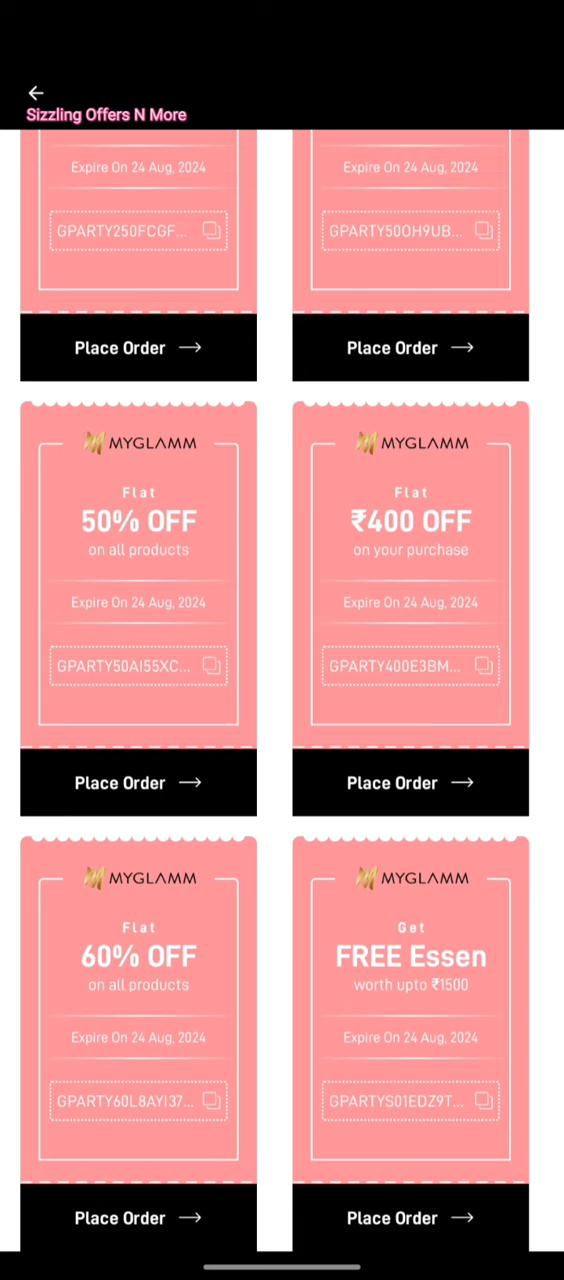 Sizzling Offers N More
Expire On 24 Aug, 2024
GPARTY250FCGF...
Place Order
Expire On 24 Aug, 2024
GPARTY50OH9UB...
Place Order
MYGLAMM
Flat
50% OFF
on all products
Expire On 24 Aug, 2024
GPARTY50AI55XC...
Place Order
MYGLAMM
Flat
₹400 OFF
on your purchase
Expire On 24 Aug, 2024
GPARTY400E3BM...
Place Order
MYGLAMM
Flat
60% OFF
on all products
Expire On 24 Aug, 2024
GPARTY60L8AYI37...
Place Order
MYGLAMM
Get
FREE Essen
worth upto ₹1500
Expire On 24 Aug, 2024
GPARTYS01EDZ9T...
Place Order